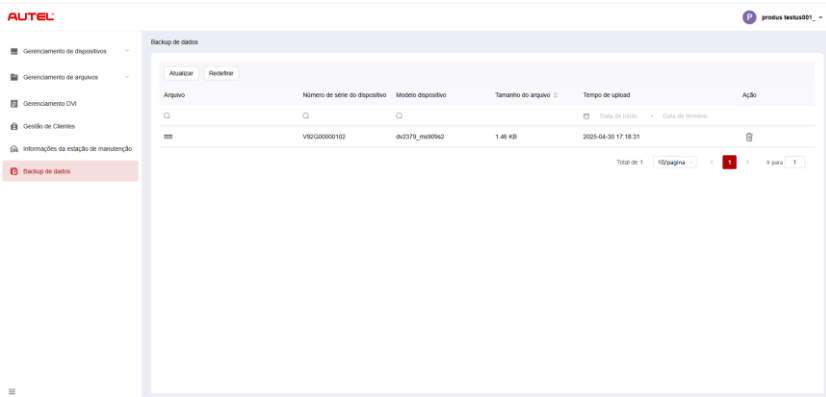 AUTEL
P produs testus001_
Gerenciamento de dispositivos
Gerenciamento de arquivos
Gerenciamento DVI
Gestão de Clientes
Informações da estação de manutenção
Backup de dados
Backup de dados
Atualizar Redefinir
Arquivo Número de série do dispositivo Modelo dispositivo Tamanho do arquivo Tempo de upload Ação
Data de Início - Data de término
V92G00000102 dv2379_ms909s2 1.46 KB 2025-04-30 17:18:31
Total de 1 10/pagina 1 Ir para 1